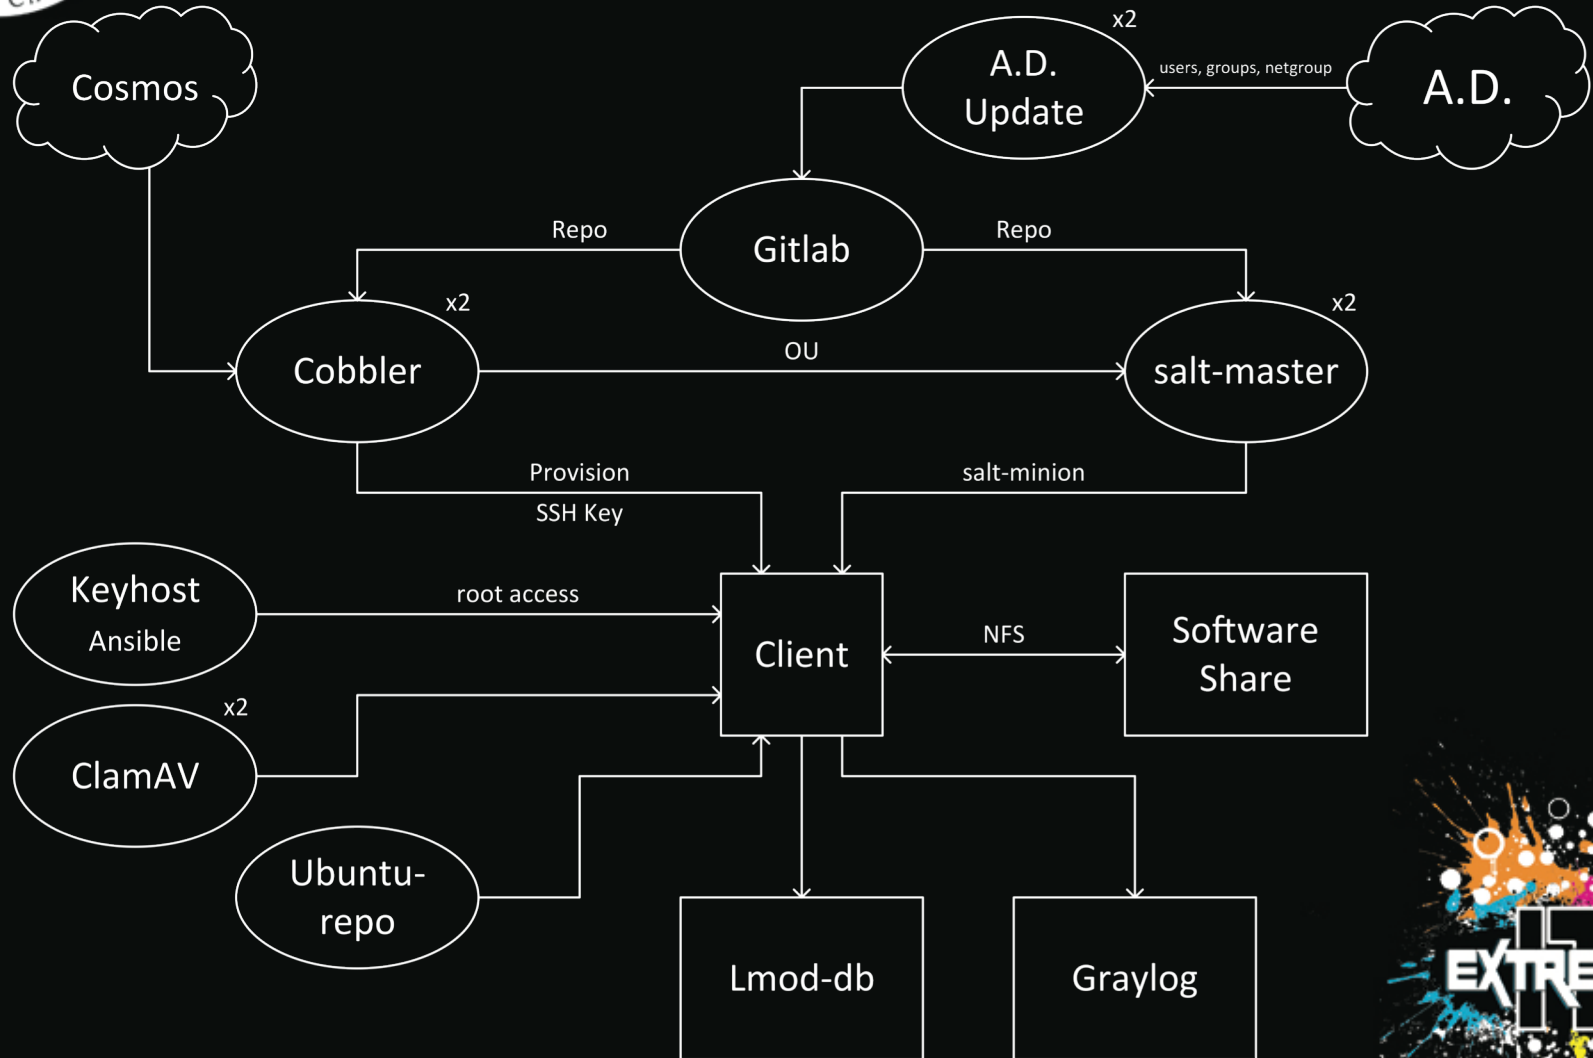 x2
Cosmos
A.D.
Update
users, groups, netgroup
A.D.
Repo
Gitlab
Repo
x2
Cobbler
OU
x2
salt-master
Provision
SSH Key
salt-minion
Keyhost
Ansible
root access
Client
NFS
Software
Share
x2
ClamAV
Ubuntu-
repo
Lmod-db
Graylog
EXTRE